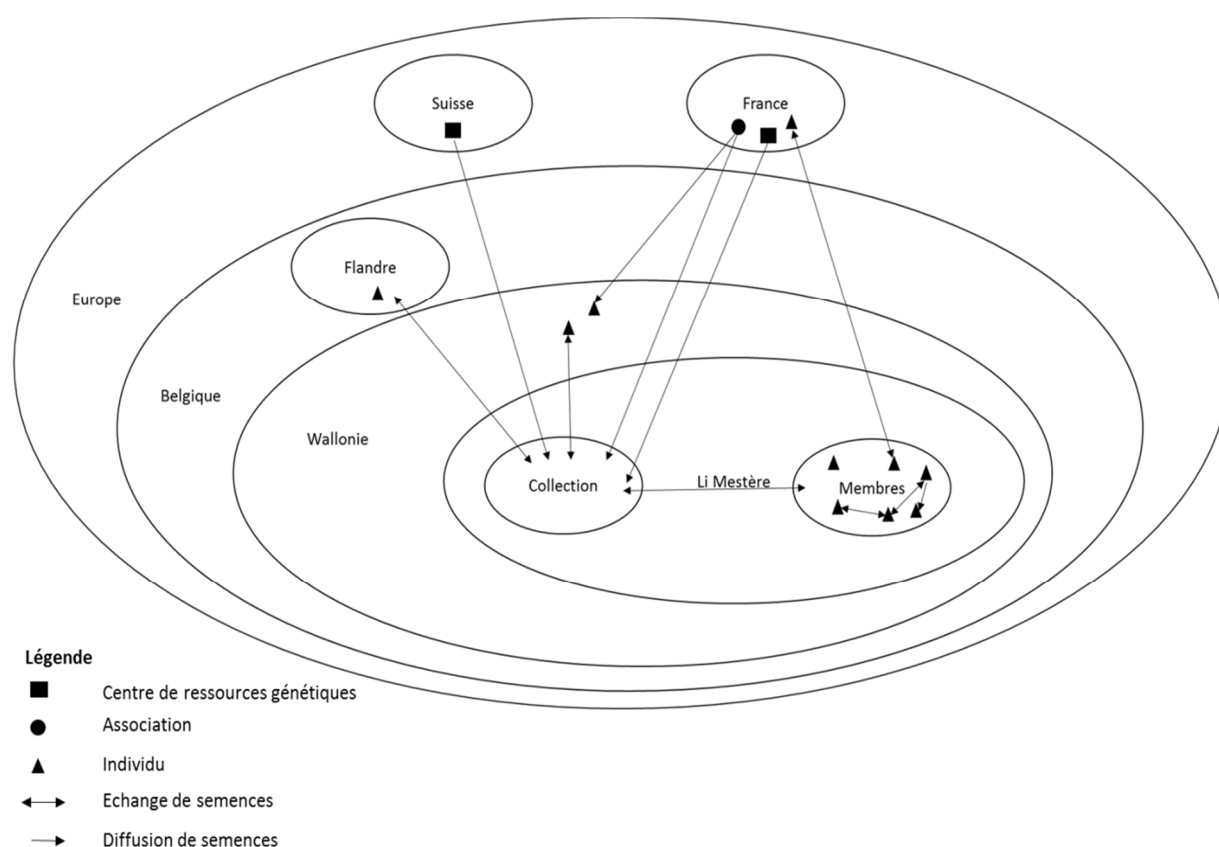 Suisse
France
Flandre
Europe
Belgique
Wallonie
Collection
Li Mestère
Membres
Légende
Centre de ressources génétiques
Association
Individu
Echange de semences
Diffusion de semences